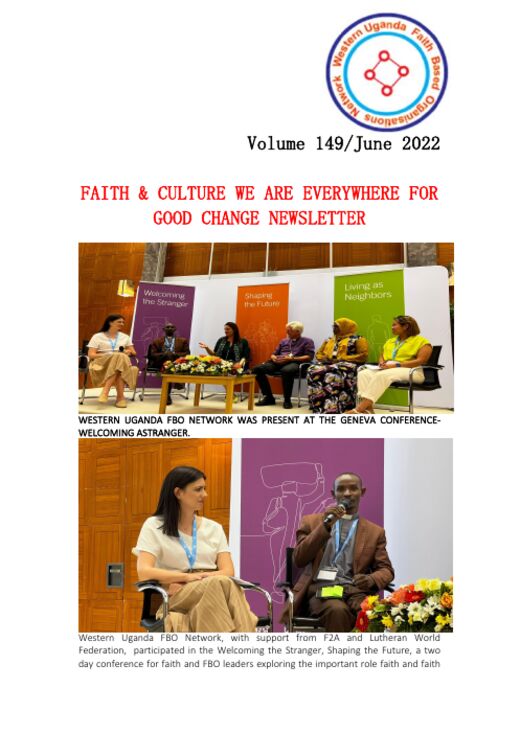 Western Uganda Faith Based Organisations Network
Volume 149/June 2022
FAITH & CULTURE WE ARE EVERYWHERE FOR
GOOD CHANGE NEWSLETTER
Welcoming
the Stranger
Shaping
the Future
Living as
Neighbors
WESTERN UGANDA FBO NETWORK WAS PRESENT AT THE GENEVA CONFERENCE-
WELCOMING ASTRANGER.
Western Uganda FBO Network, with support from F2A and Lutheran World
Federation, participated in the Welcoming the Stranger, Shaping the Future, a two
day conference for faith and FBO leaders exploring the important role faith and faith